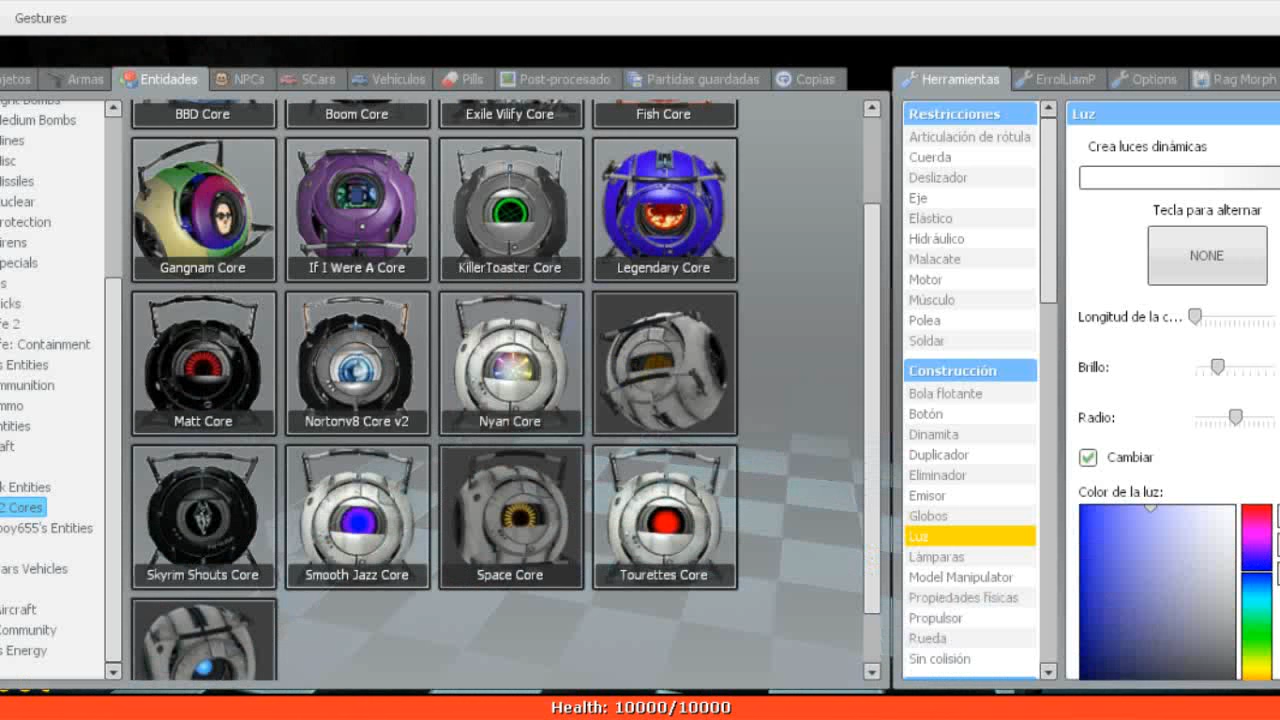 Gestures
ojetos
Armas
Entidades
NPCs
SCars
Vehículos
Pills
Post-procesado
Partidas guardadas
Copias
Herramientas
ErrolLiamP
Options
Rag Morph
Medium Bombs
lines
isc
issiles
uclear
rotection
irens
pecials
s
icks
fe 2
fe: Containment
s Entities
mmunition
mmo
ntities
aft
k Entities
2 Cores
boy655's Entities
ars Vehicles
ircraft
Community
s Energy
BBD Core
Boom Core
Exile Vilify Core
Fish Core
Gangnam Core
If I Were A Core
KillerToaster Core
Legendary Core
Matt Core
Nortonv8 Core v2
Nyan Core
Skyrim Shouts Core
Smooth Jazz Core
Space Core
Tourettes Core
Restricciones
Articulación de rótula
Cuerda
Deslizador
Eje
Elástico
Hidráulico
Malacate
Motor
Músculo
Polea
Soldar
Construcción
Bola flotante
Botón
Dinamita
Duplicador
Eliminador
Emisor
Globos
Luz
Lámparas
Model Manipulator
Propiedades físicas
Propulsor
Rueda
Sin colisión
Luz
Crea luces dinámicas
Tecla para alternar
NONE
Longitud de la c...
Brillo:
Radio:
Cambiar
Color de la luz:
Health: 10000/10000